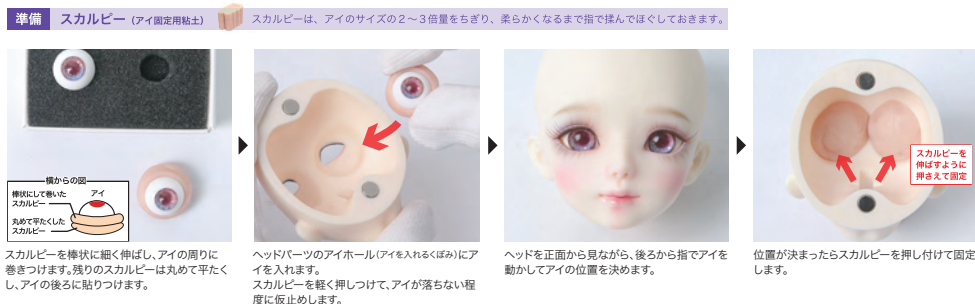 準備 スカルピー（アイ固定用粘土） スカルピーは、アイのサイズの２〜３倍量をちぎり、柔らかくなるまで指で揉んでほぐしておきます。
横からの図
棒状にして巻いた
スカルピー
アイ
丸めて平たくした
スカルピー
スカルピーを棒状に細く伸ばし、アイの周りに
巻きつけます。残りのスカルピーは丸めて平たく
し、アイの後ろに貼りつけます。
ヘッドパーツのアイホール（アイを入れるくぼみ）にア
イを入れます。
スカルピーを軽く押しつけて、アイが落ちない程
度に仮止めします。
ヘッドを正面から見ながら、後ろから指でアイを
動かしてアイの位置を決めます。
スカルピーを
伸ばすように
押さえて固定
位置が決まったらスカルピーを押し付けて固定
します。